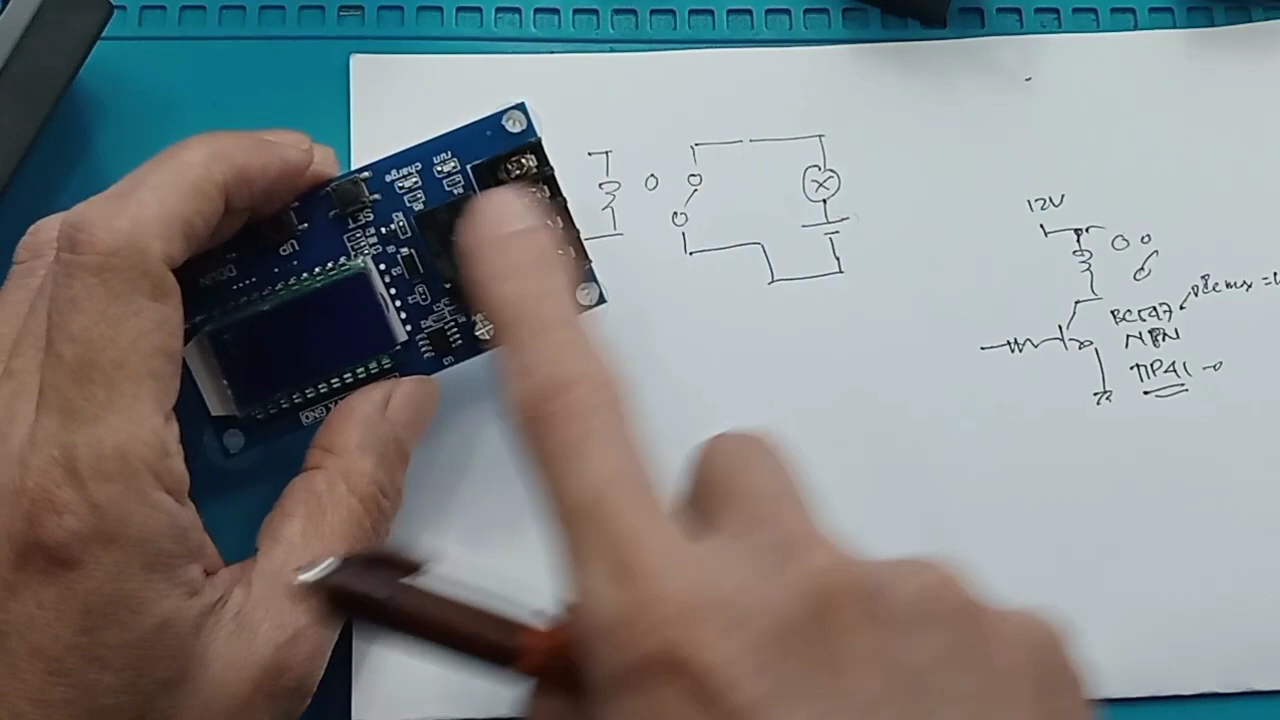 run
charge
SET
UP
DOWN
GND
12V
BC547
NPN
TIP41